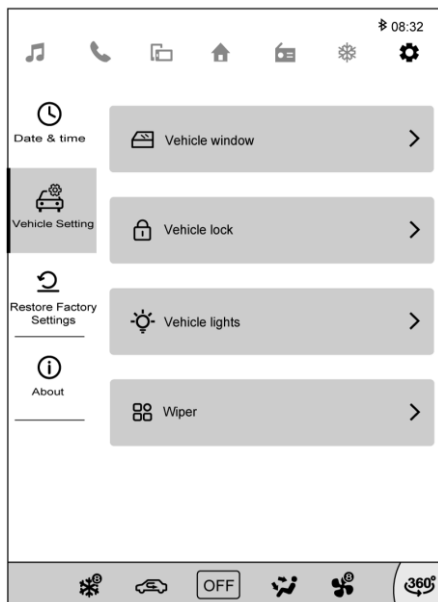 08:32
Date & time
Vehicle window
Vehicle Setting
Vehicle lock
Restore Factory
Settings
Vehicle lights
About
Wiper
OFF
360°